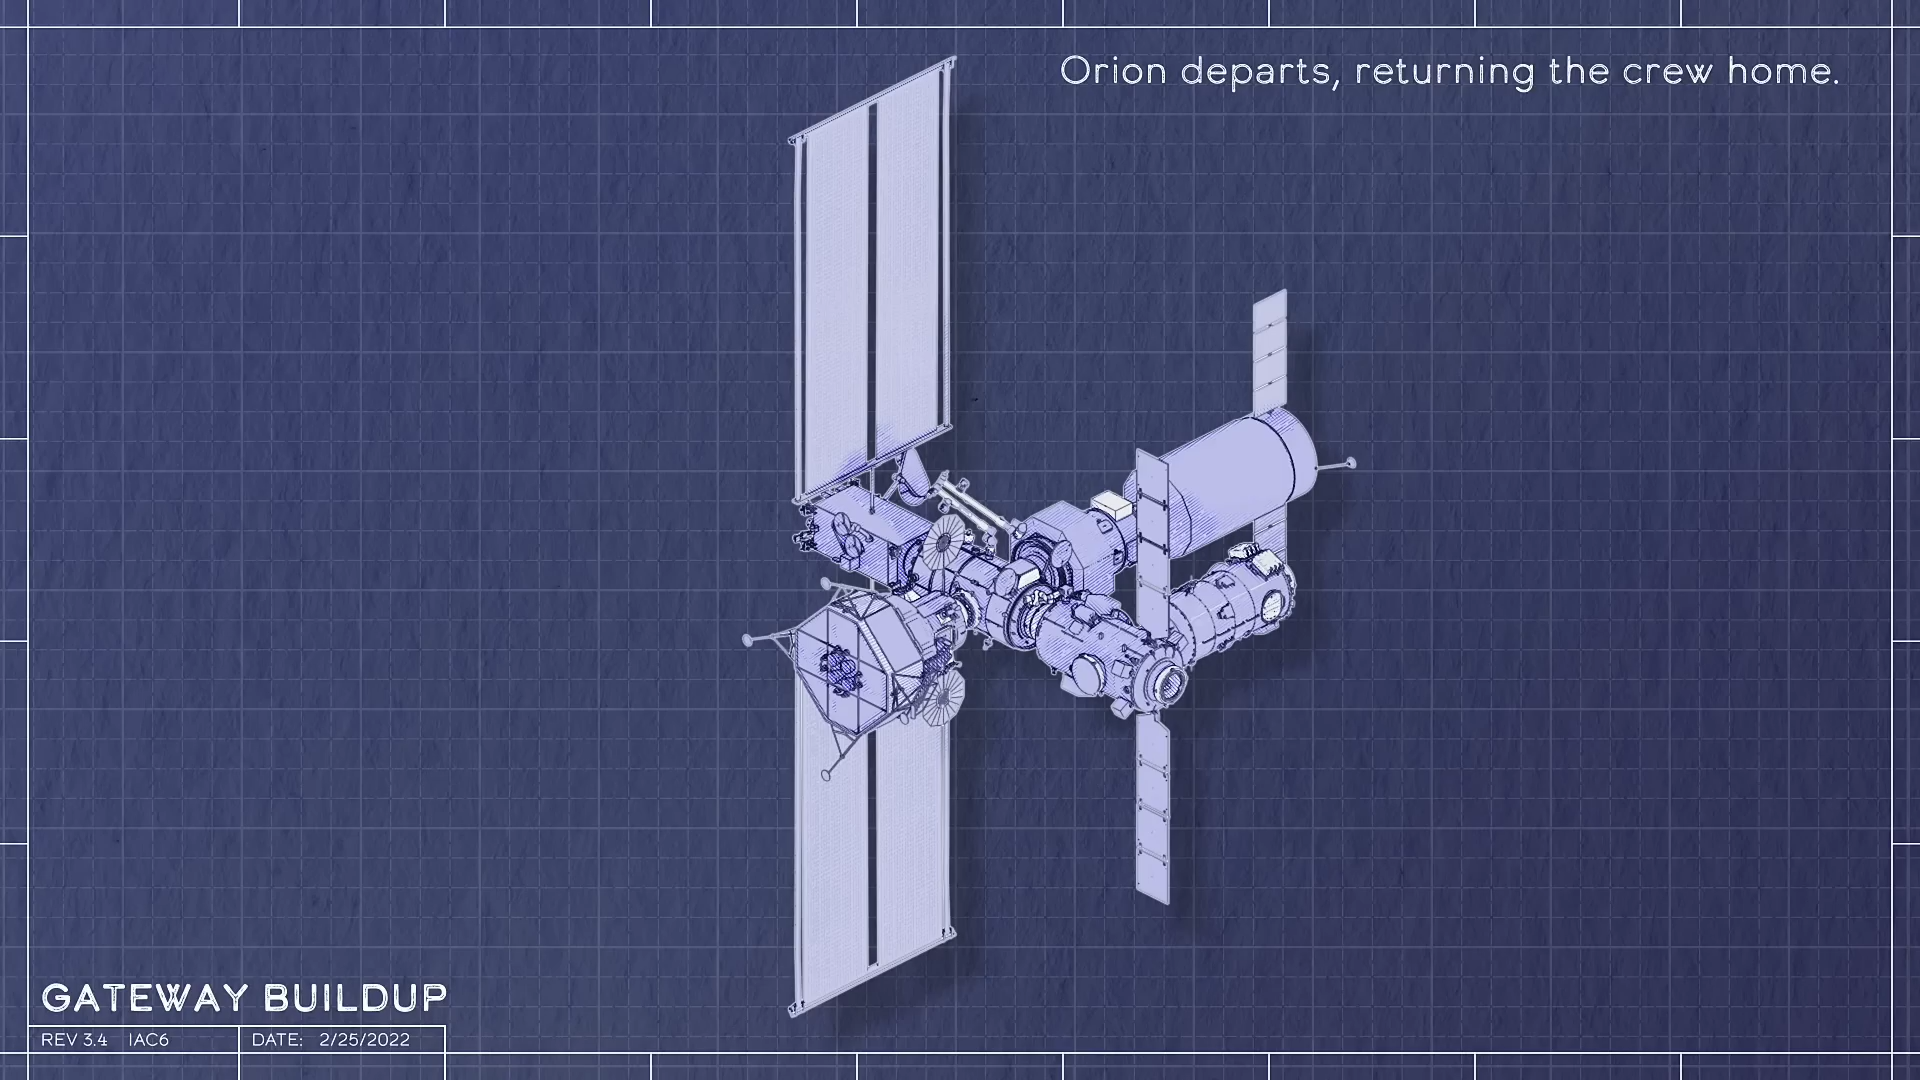 Orion departs, returning the crew home.
GATEWAY BUILDUP
REV 3.4 IAC6 DATE: 2/25/2022